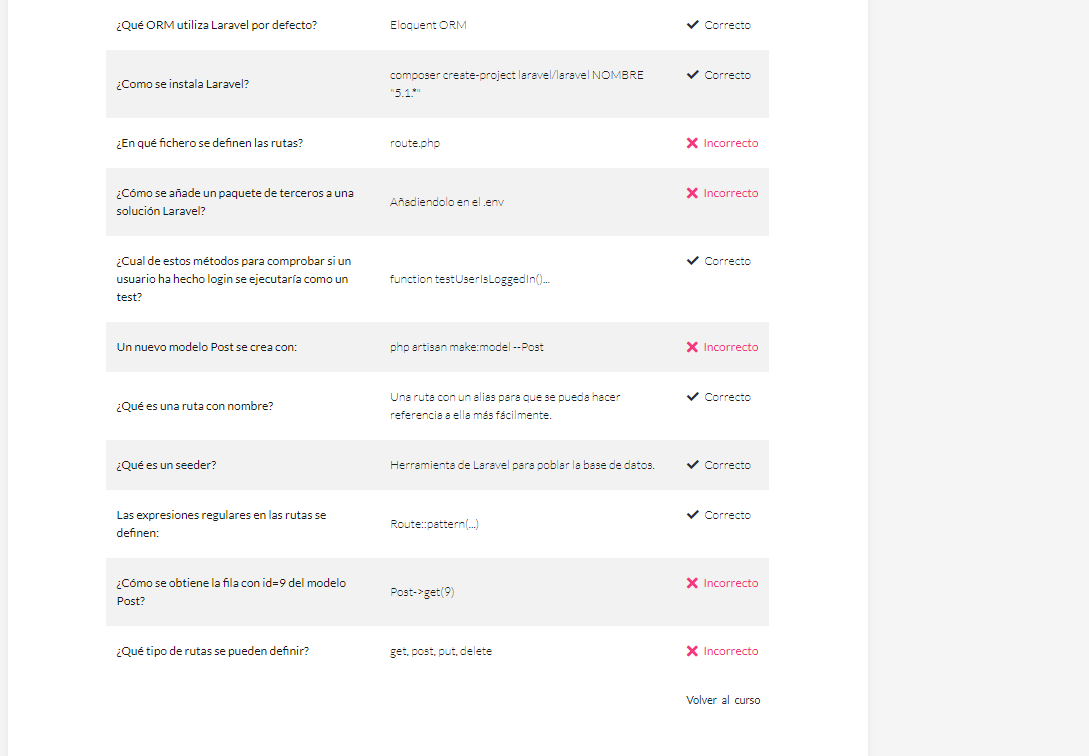 ¿Qué ORM utiliza Laravel por defecto? Eloquent ORM Correcto
¿Como se instala Laravel? composer create-project laravel/laravel NOMBRE Correcto
"5.1.*"
¿En qué fichero se definen las rutas? route.php Incorrecto
¿Cómo se añade un paquete de terceros a una Incorrecto
solución Laravel? Añadiendolo en el .env
¿Cual de estos métodos para comprobar si un Correcto
usuario ha hecho login se ejecutaría como un function testUserIsLoggedIn()...
test?
Un nuevo modelo Post se crea con: php artisan make:model --Post Incorrecto
¿Qué es una ruta con nombre? Una ruta con un alias para que se pueda hacer Correcto
referencia a ella más fácilmente.
¿Qué es un seeder? Herramienta de Laravel para poblar la base de datos. Correcto
Las expresiones regulares en las rutas se Correcto
definen: Route::pattern(...)
¿Cómo se obtiene la fila con id=9 del modelo Incorrecto
Post? Post->get(9)
¿Qué tipo de rutas se pueden definir? get, post, put, delete Incorrecto
Volver al curso